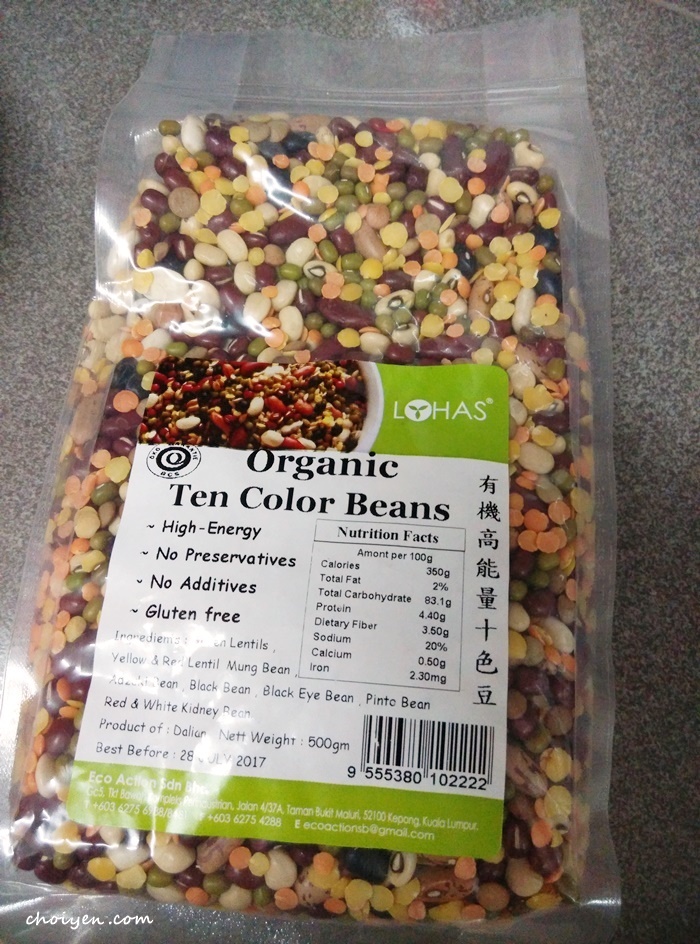 LOHAS®
Organic
Ten Color Beans
~ High-Energy
~ No Preservatives
~ No Additives
~ Gluten free
有機高能量十色豆
Nutrition Facts
Amont per 100g
Calories 350g
Total Fat 2%
Total Carbohydrate 83.1g
Protein 4.40g
Dietary Fiber 3.50g
Sodium 20%
Calcium 0.50g
Iron 2.30mg
Lentils ,
Yellow & Red Lentil Mung Bean ,
Adzuki Bean , Black Bean , Black Eye Bean , Pinto Bean
Red & White Kidney Bean
Product of : Dalian Nett Weight : 500gm
Best Before : 28 JULY 2017
9 555380 102222
Eco Action Sdn
Jalan 4/37A, Taman Bukit Maluri, 52100 Kepong, Kuala Lumpur.
+603 6275 4288 E ecoactionsb@gmail.com
choiyen.com